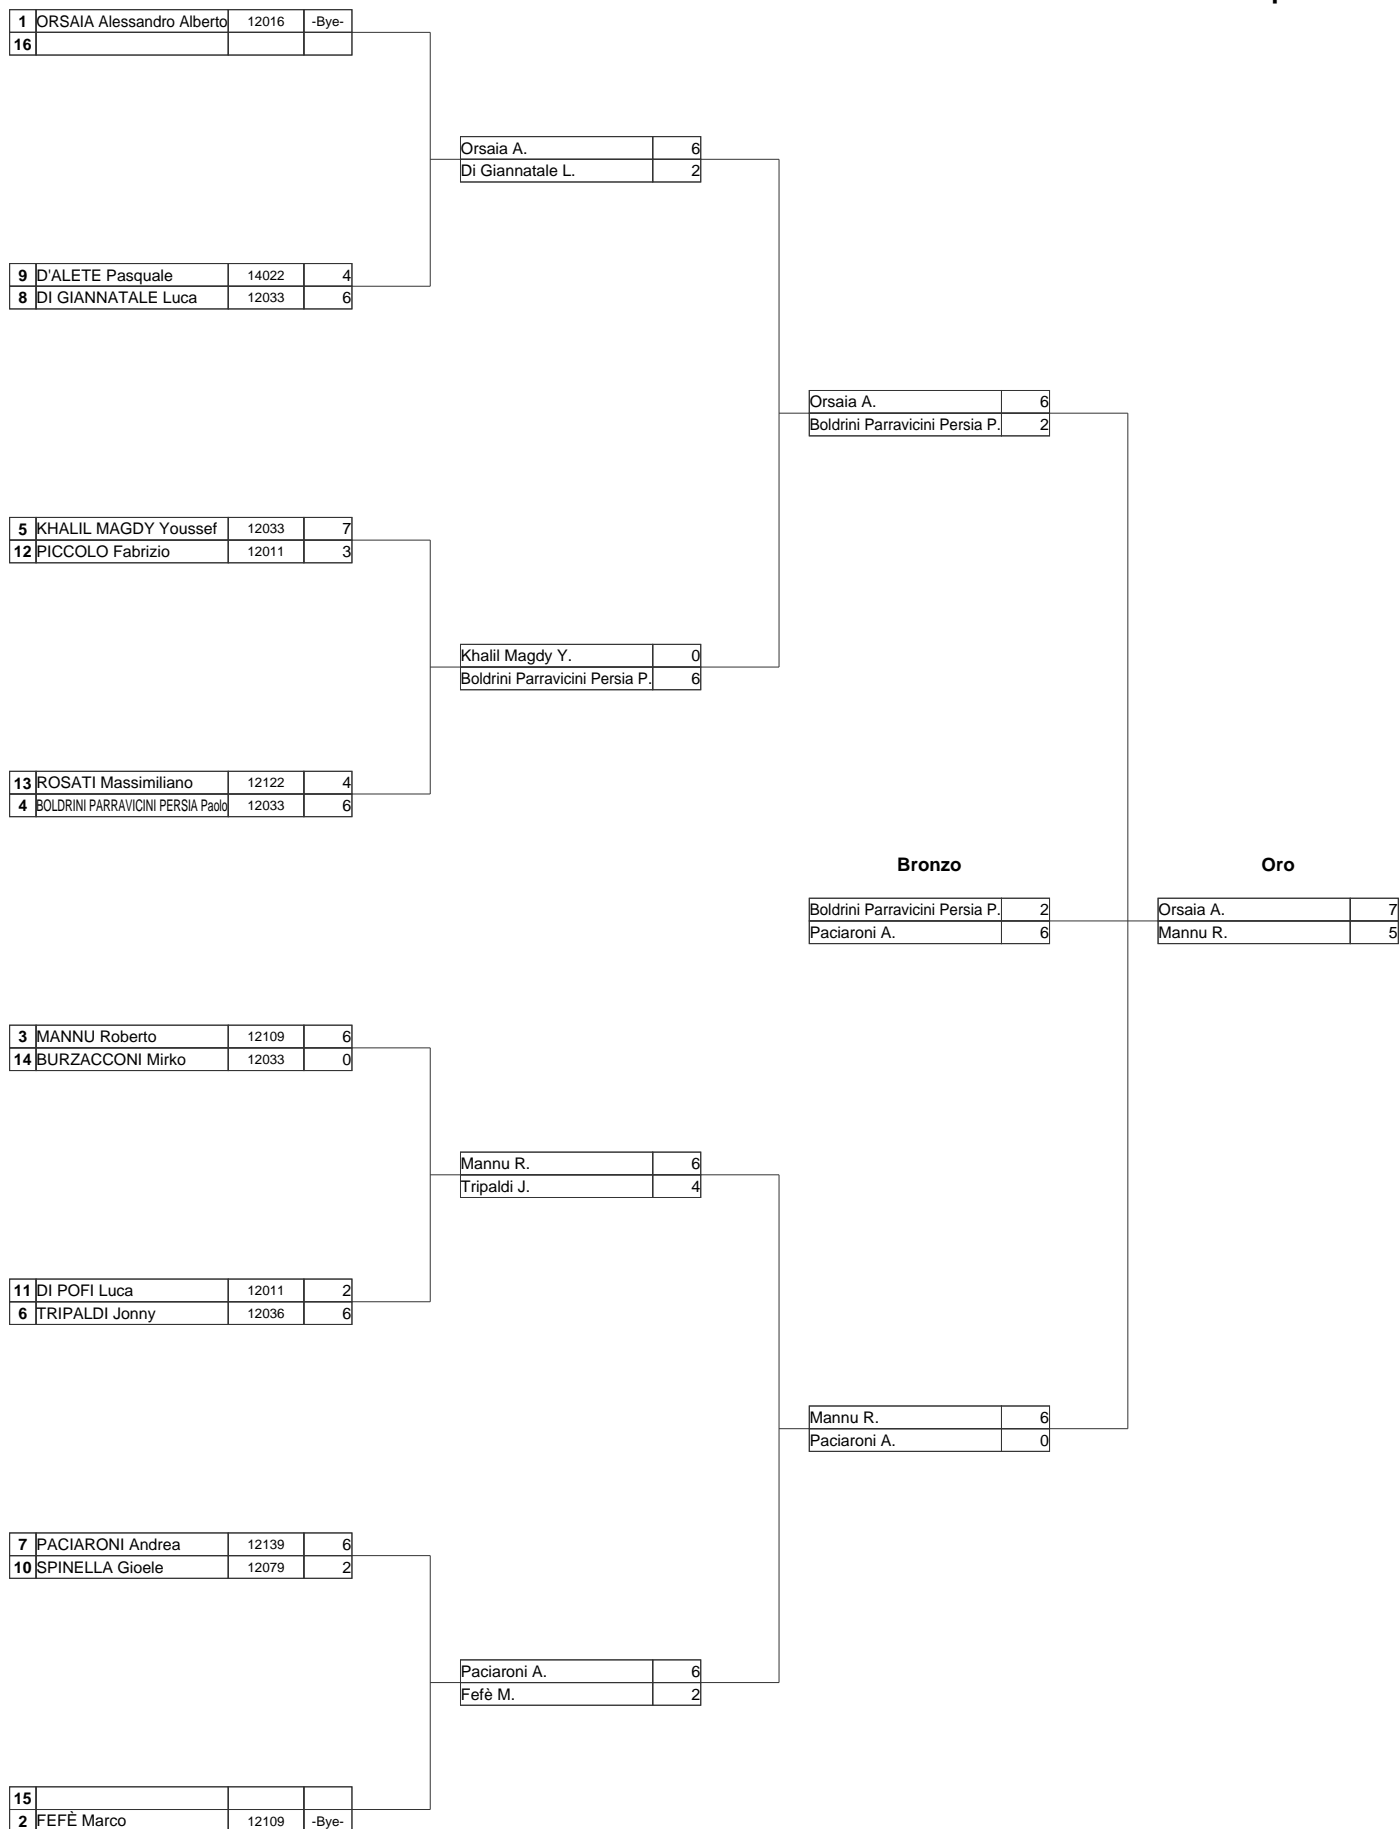 1 ORSAIA Alessandro Alberto 12016 -Bye-
16
Orsaia A. 6
Di Giannatale L. 2
9 D'ALETE Pasquale 14022 4
8 DI GIANNATALE Luca 12033 6
Orsaia A. 6
Boldrini Parravicini Persia P. 2
5 KHALIL MAGDY Youssef 12033 7
12 PICCOLO Fabrizio 12011 3
Khalil Magdy Y. 0
Boldrini Parravicini Persia P. 6
13 ROSATI Massimiliano 12122 4
4 BOLDRINI PARRAVICINI PERSIA Paolo 12033 6
Bronzo Oro
Boldrini Parravicini Persia P. 2 Orsaia A. 7
Paciaroni A. 6 Mannu R. 5
3 MANNU Roberto 12109 6
14 BURZACCONI Mirko 12033 0
Mannu R. 6
Tripaldi J. 4
11 DI POFI Luca 12011 2
6 TRIPALDI Jonny 12036 6
Mannu R. 6
Paciaroni A. 0
7 PACIARONI Andrea 12139 6
10 SPINELLA Gioele 12079 2
Paciaroni A. 6
Fefè M. 2
15
2 FEFÈ Marco 12109 -Bye-